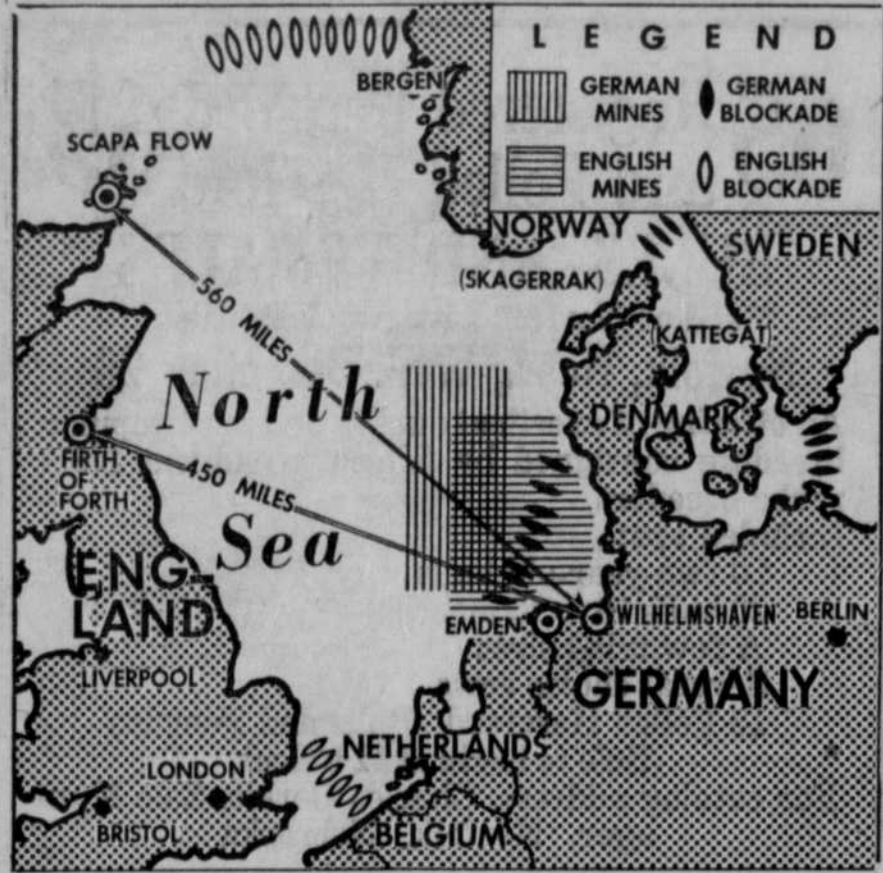 L E G E N D
GERMAN MINES
GERMAN BLOCKADE
ENGLISH MINES
ENGLISH BLOCKADE
BERGEN
SCAPA FLOW
NORWAY
SWEDEN
(SKAGERRAK)
560 MILES
(KATTEGAT)
North
DENMARK
FIRTH
OF
FORTH
450 MILES
Sea
ENG-
LAND
EMDEN
WILHELMSHAVEN
BERLIN
LIVERPOOL
GERMANY
NETHERLANDS
LONDON
BRISTOL
BELGIUM